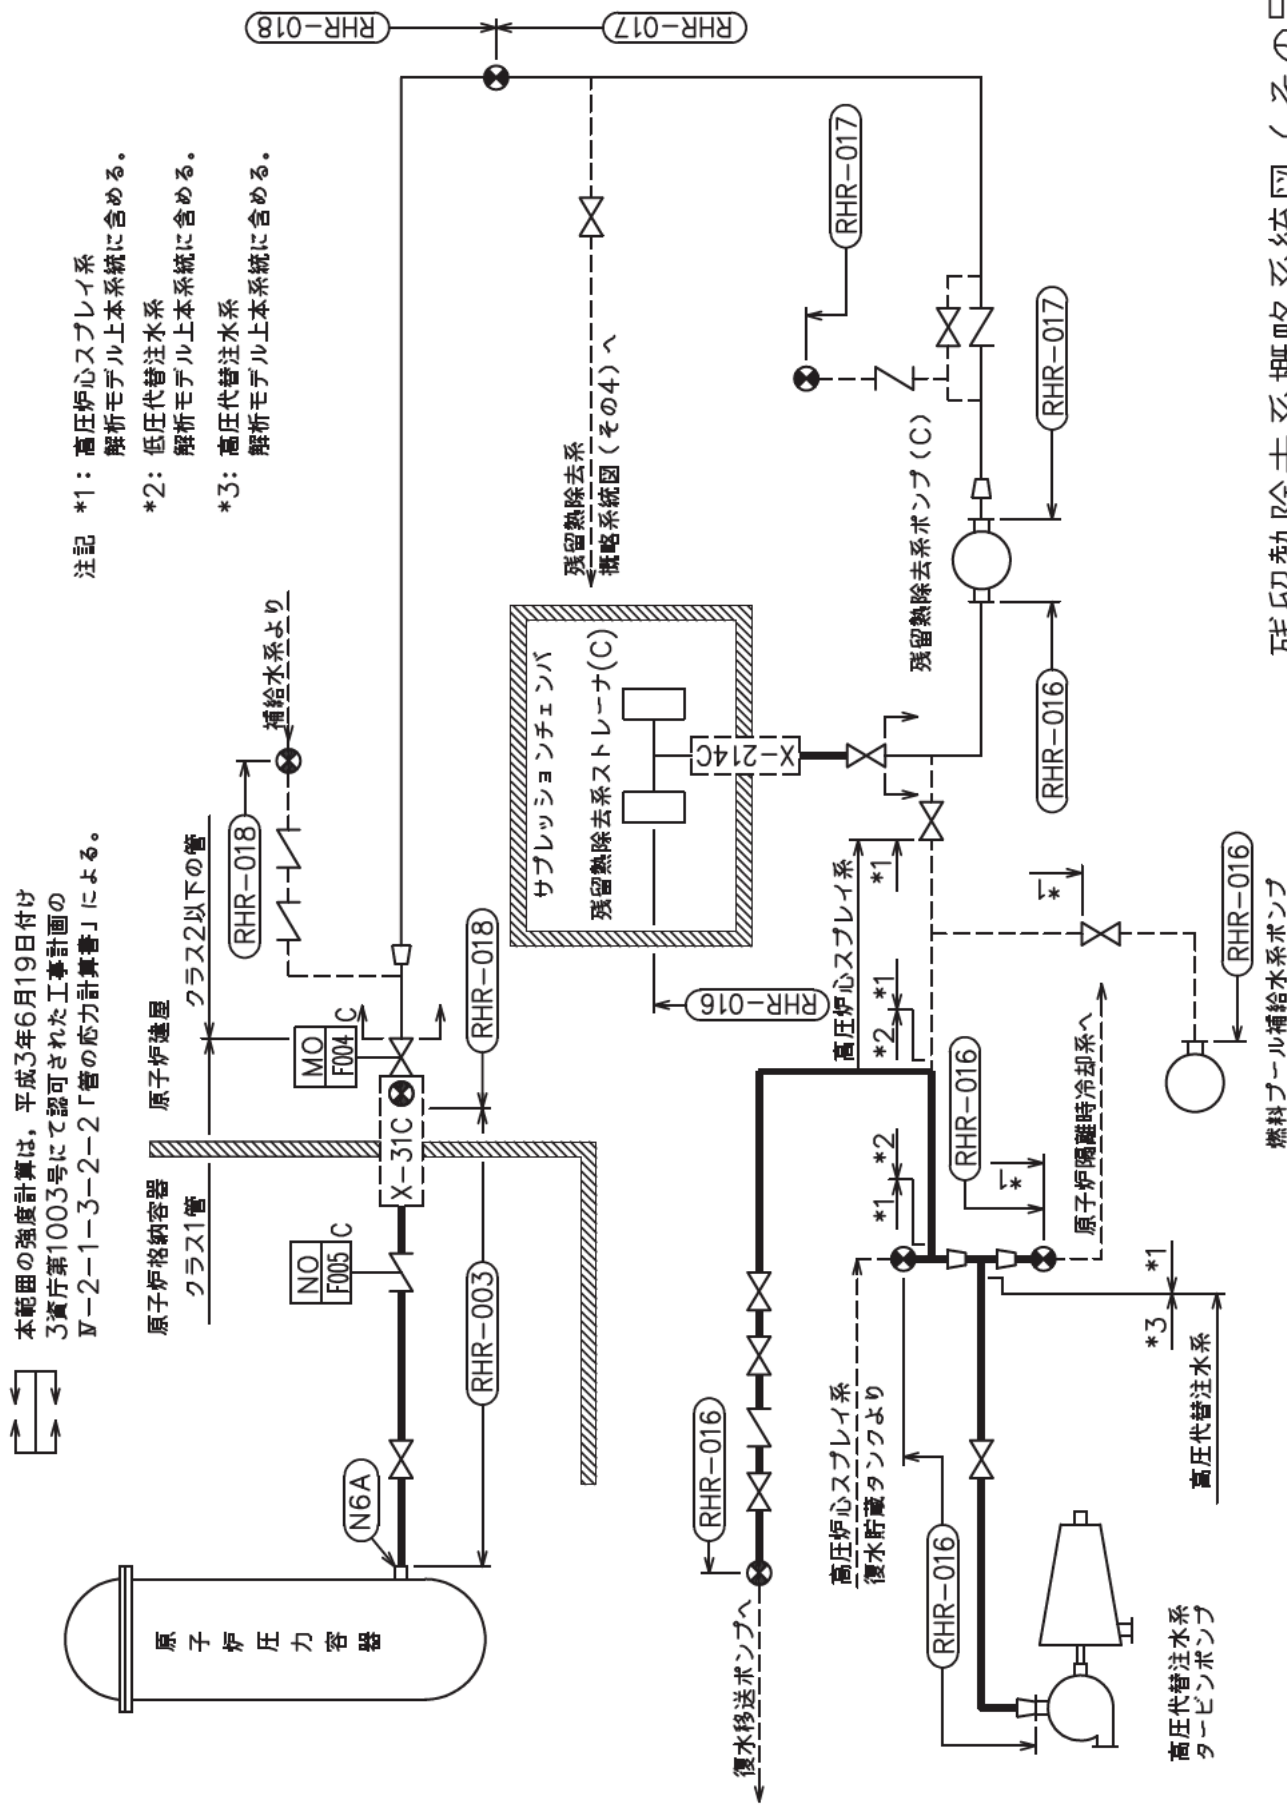 本範囲の強度計算は，平成3年6月19日付け
3資庁第1003号にて認可された工事計画の
Ⅳ−2−1−3−2−2「管の応力計算書」による。
注記 *1：高圧炉心スプレイ系
解析モデル上本系統に含める。
*2：低圧代替注水系
解析モデル上本系統に含める。
*3：高圧代替注水系
解析モデル上本系統に含める。
原子炉格納容器
原子炉建屋
クラス1管
クラス2以下の管
原子炉圧力容器
N6A
NO
F005
C
X−31C
MO
F004
C
RHR−018
補給水系より
RHR−003
RHR−018
RHR−018
RHR−017
残留熱除去系
概略系統図（その4）へ
サプレッションチェンバ
残留熱除去系ストレーナ(C)
X−214C
RHR−016
RHR−017
残留熱除去系ポンプ（C）
RHR−016
RHR−017
高圧炉心スプレイ系
*1
*2
*1
*1
*2
*1
RHR−016
復水移送ポンプへ
高圧炉心スプレイ系
復水貯蔵タンクより
RHR−016
RHR−016
*1
原子炉隔離時冷却系へ
*3
*1
高圧代替注水系
高圧代替注水系
タービンポンプ
RHR−016
燃料プール補給水系ポンプ
残留熱除去系概略系統図（その